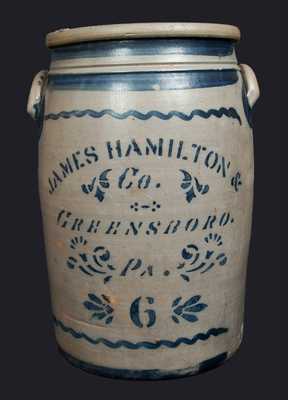 JAMES HAMILTON &
Co.
GREENSBORO.
PA.
6